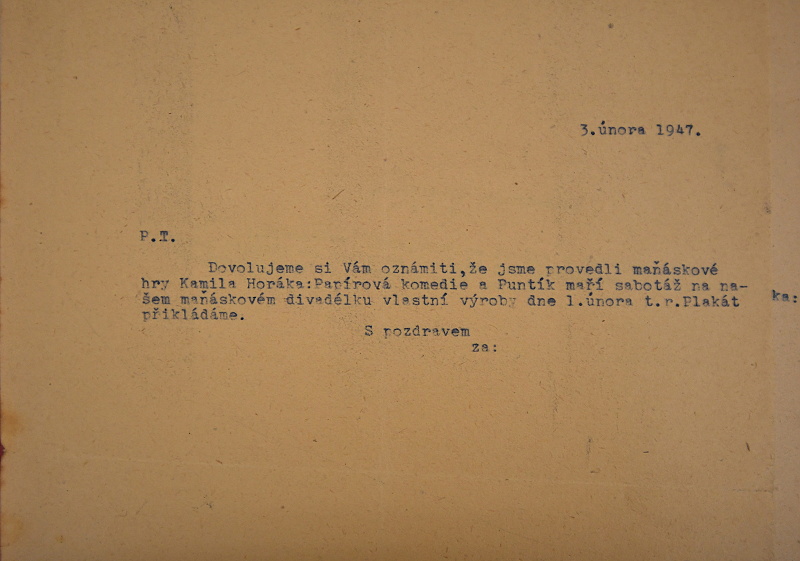 3.února 1947.
P.T.
Dovolujeme si Vám oznámiti,že jsme provedli maňáskové
hry Kamila Horáka:Papírová komedie a Puntík maří sabotáž na na-
šem maňáskovém divadélku vlastní výroby dne 1.února t.r.Plakát
přikládáme.
S pozdravem
za:
ka: